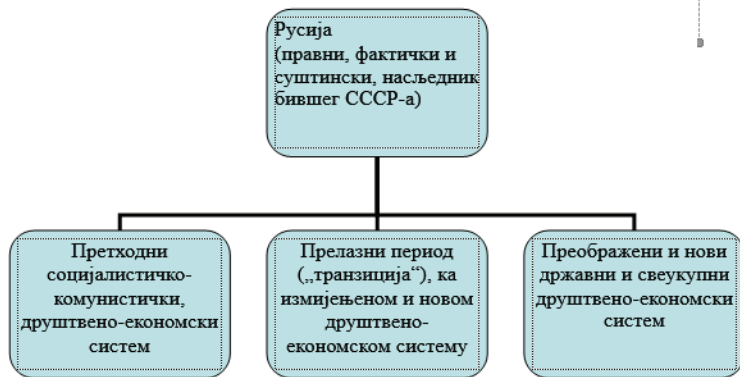 Русија
(правни, фактички и
суштински, насљедник
бившег СССР-а)
Претходни
социјалистичко-
комунистички,
друштвено-економски
систем
Прелазни период
(„транзиција“), ка
измијењеном и новом
друштвено-
економском систему
Преображени и нови
државни и свеукупни
друштвено-економски
систем